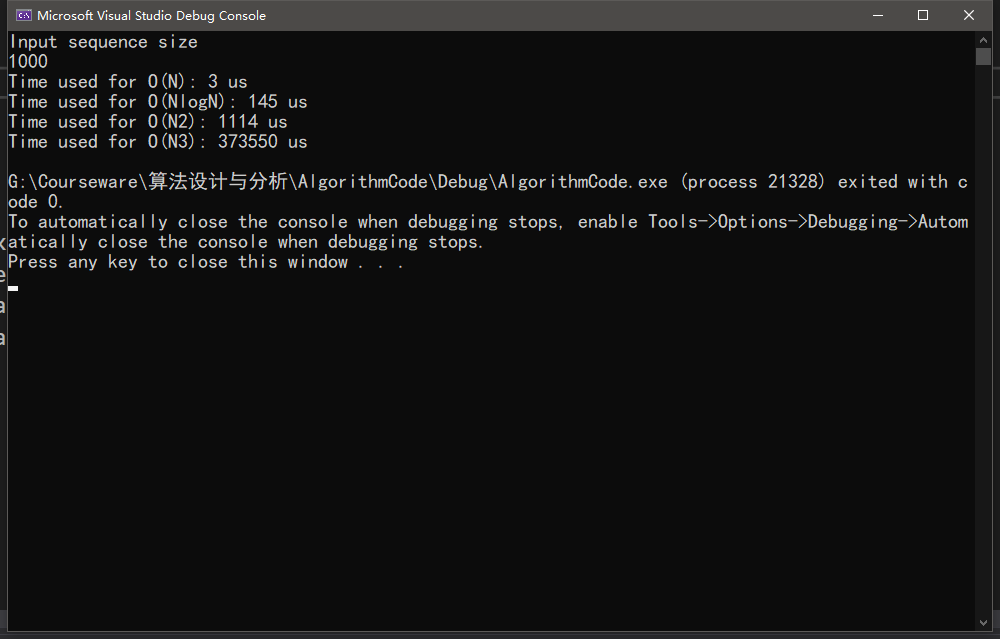 Microsoft Visual Studio Debug Console
Input sequence size
1000
Time used for O(N): 3 us
Time used for O(NlogN): 145 us
Time used for O(N2): 1114 us
Time used for O(N3): 373550 us
G:\Courseware\算法设计与分析\AlgorithmCode\Debug\AlgorithmCode.exe (process 21328) exited with c
ode 0.
To automatically close the console when debugging stops, enable Tools->Options->Debugging->Autom
atically close the console when debugging stops.
Press any key to close this window . . .